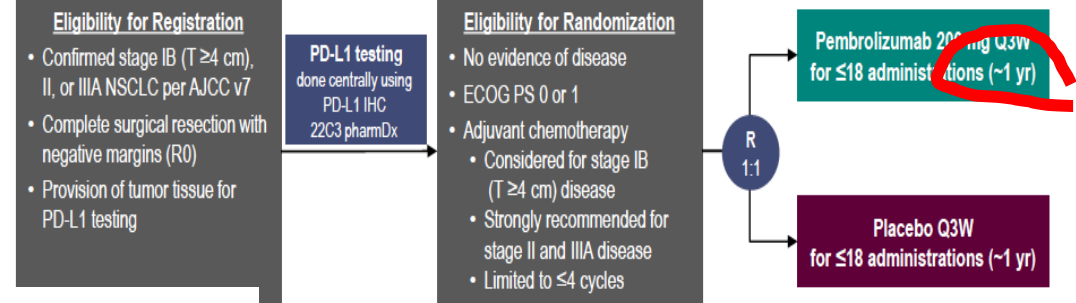 Eligibility for Registration
• Confirmed stage IB (T ≥4 cm),
II, or IIIA NSCLC per AJCC v7
• Complete surgical resection with
negative margins (R0)
• Provision of tumor tissue for
PD-L1 testing
PD-L1 testing
done centrally using
PD-L1 IHC
22C3 pharmDx
Eligibility for Randomization
• No evidence of disease
• ECOG PS 0 or 1
• Adjuvant chemotherapy
• Considered for stage IB
(T ≥4 cm) disease
• Strongly recommended for
stage II and IIIA disease
• Limited to ≤4 cycles
R
1:1
Pembrolizumab 200 mg Q3W
for ≤18 administrations (~1 yr)
Placebo Q3W
for ≤18 administrations (~1 yr)